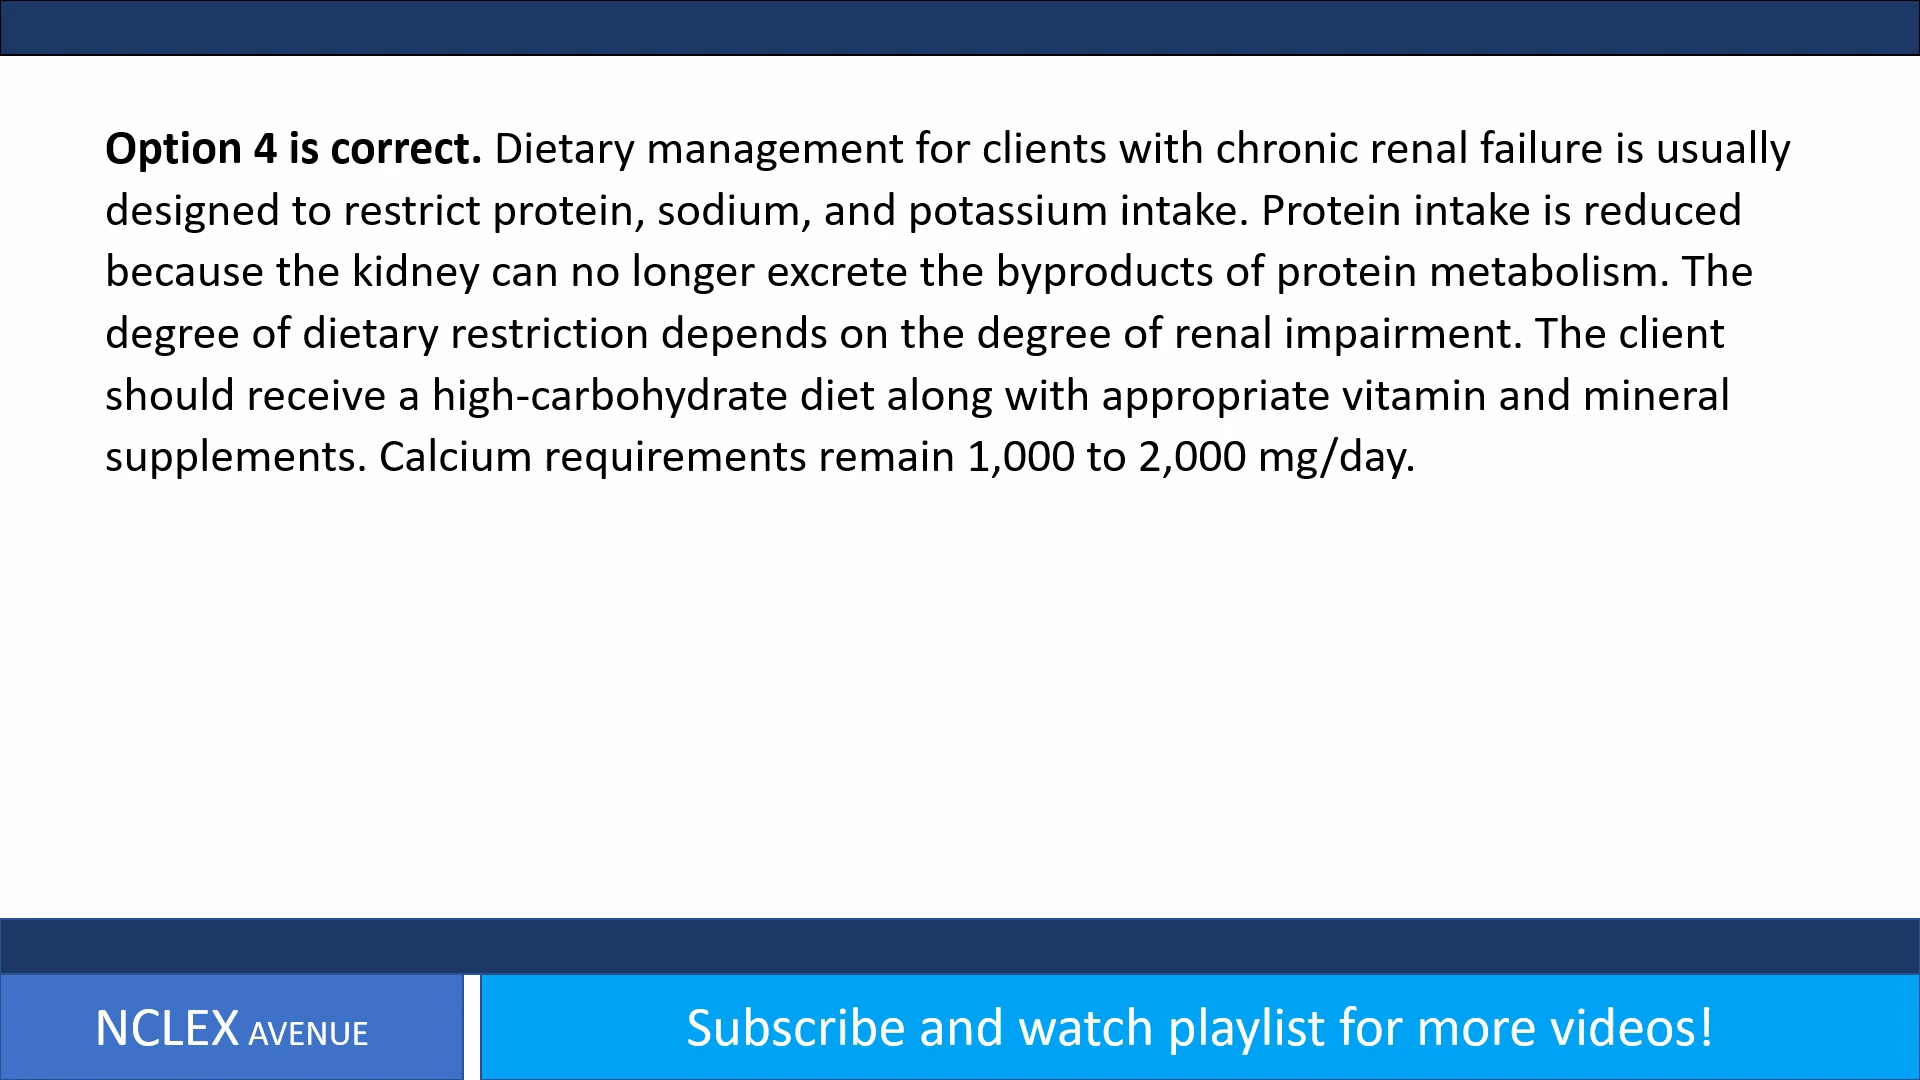 Option 4 is correct. Dietary management for clients with chronic renal failure is usually
designed to restrict protein, sodium, and potassium intake. Protein intake is reduced
because the kidney can no longer excrete the byproducts of protein metabolism. The
degree of dietary restriction depends on the degree of renal impairment. The client
should receive a high-carbohydrate diet along with appropriate vitamin and mineral
supplements. Calcium requirements remain 1,000 to 2,000 mg/day.
NCLEX AVENUE
Subscribe and watch playlist for more videos!